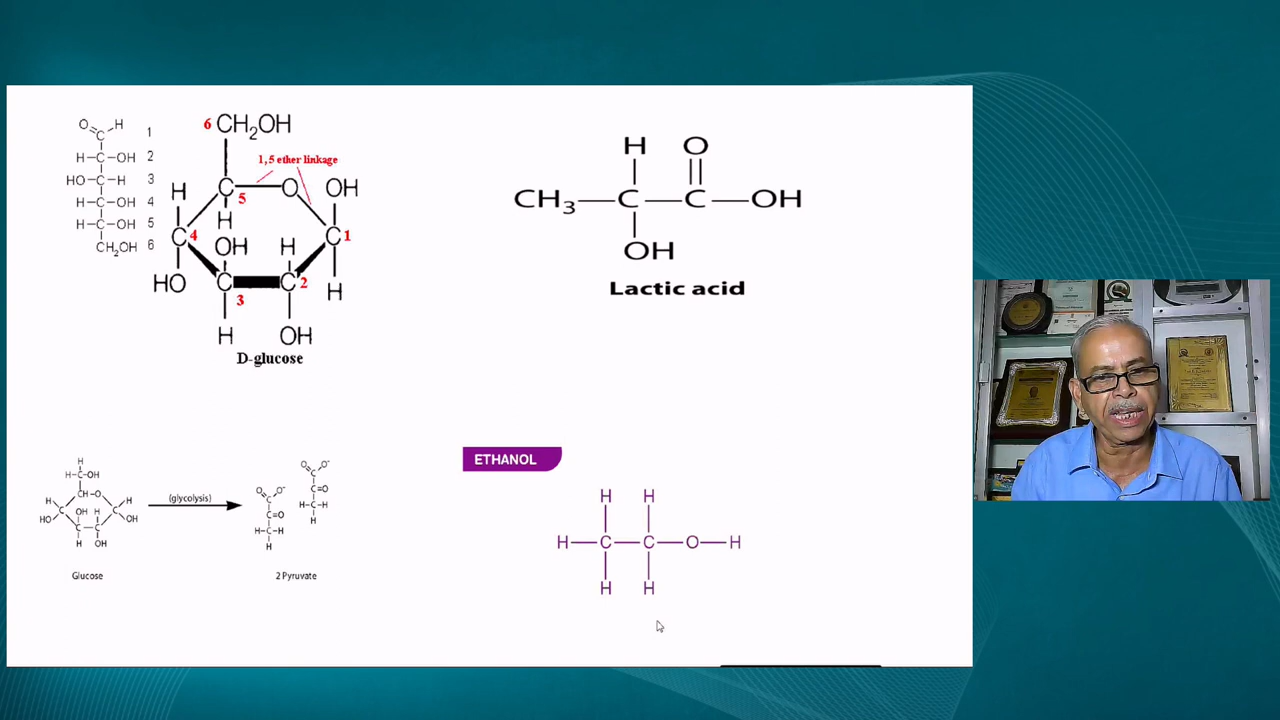 O H 1
C
H C OH 2
HO C H 3
H C OH 4
H C OH 5
CH2OH 6
6 CH2OH
1,5 ether linkage
H C O OH
5
H
C 4 OH H C 1
HO C C 2 H
3
H OH
D-glucose
H O
CH3 C C OH
OH
Lactic acid
H
H-C-OH
H CH-O H
C OH H C
HO OH
H OH
Glucose
(glycolysis)
O O-
C
C=O
H-C-H
H
O O-
C
C=O
H-C-H
H
2 Pyruvate
ETHANOL
H H
H C C O H
H H